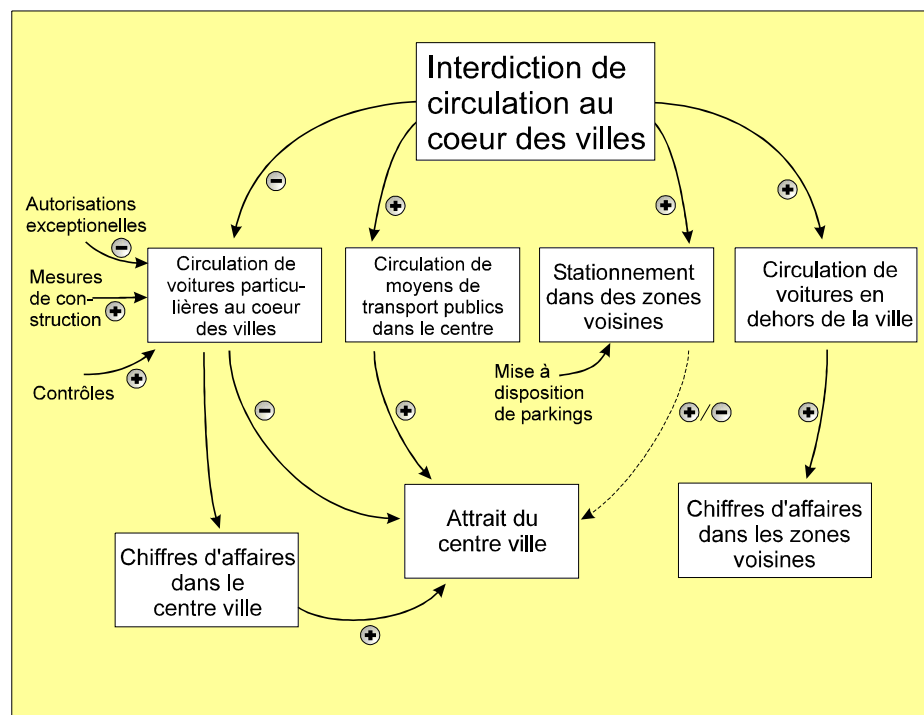 Interdiction de
circulation au
coeur des villes
Autorisations
exceptionelles
Mesures
de con-
struction
Contrôles
Circulation de
voitures particu-
lières au coeur
des villes
Circulation de
moyens de
transport publics
dans le centre
Stationnement
dans des zones
voisines
Circulation de
voitures en
dehors de la ville
Mise à
disposition
de parkings
+/-
Chiffres d'affaires
dans le
centre ville
Attrait du
centre ville
Chiffres d'affaires
dans les zones
voisines